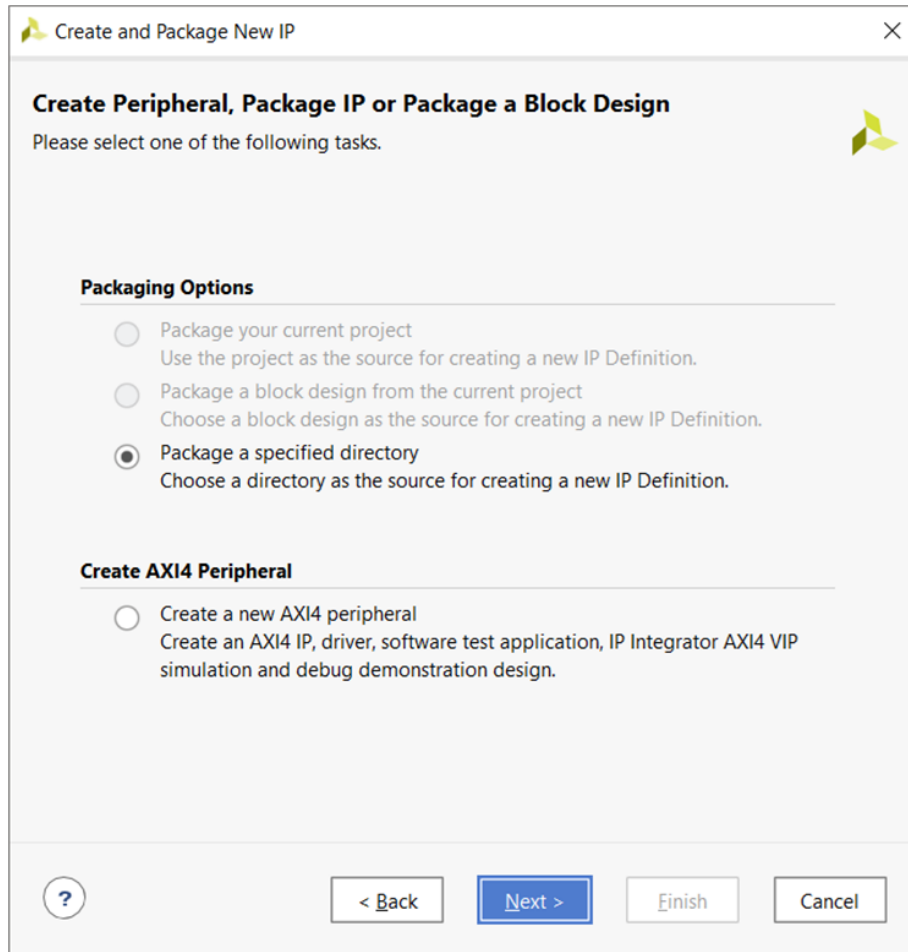 Create and Package New IP
Create Peripheral, Package IP or Package a Block Design
Please select one of the following tasks.
Packaging Options
Package your current project
Use the project as the source for creating a new IP Definition.
Package a block design from the current project
Choose a block design as the source for creating a new IP Definition.
Package a specified directory
Choose a directory as the source for creating a new IP Definition.
Create AXI4 Peripheral
Create a new AXI4 peripheral
Create an AXI4 IP, driver, software test application, IP Integrator AXI4 VIP
simulation and debug demonstration design.
? < Back Next > Finish Cancel